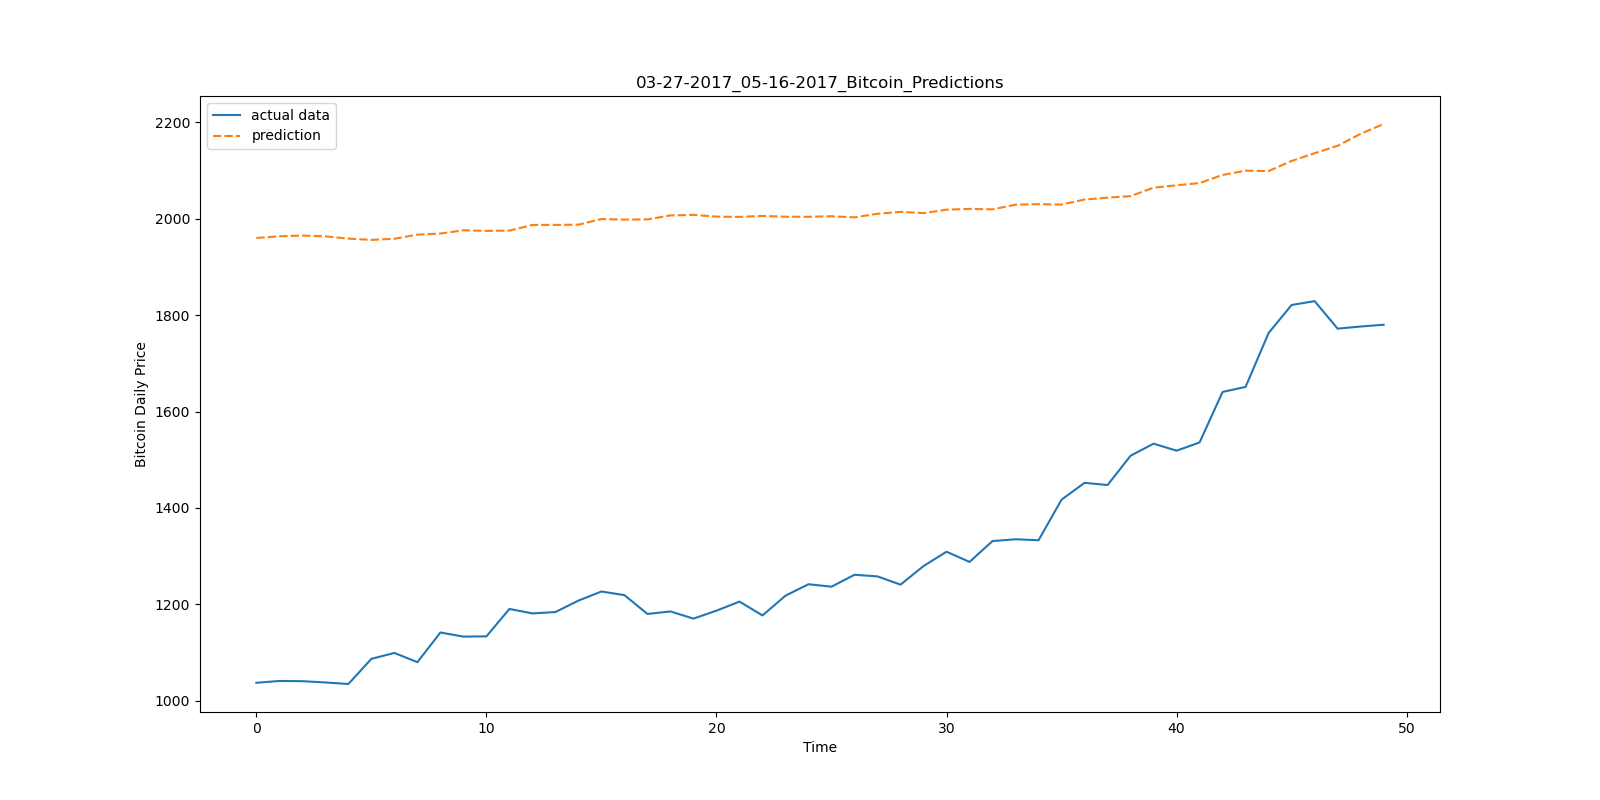 03-27-2017_05-16-2017_Bitcoin_Predictions
actual data
prediction
2200
2000
1800
1600
1400
1200
1000
Bitcoin Daily Price
0 10 20 30 40 50
Time